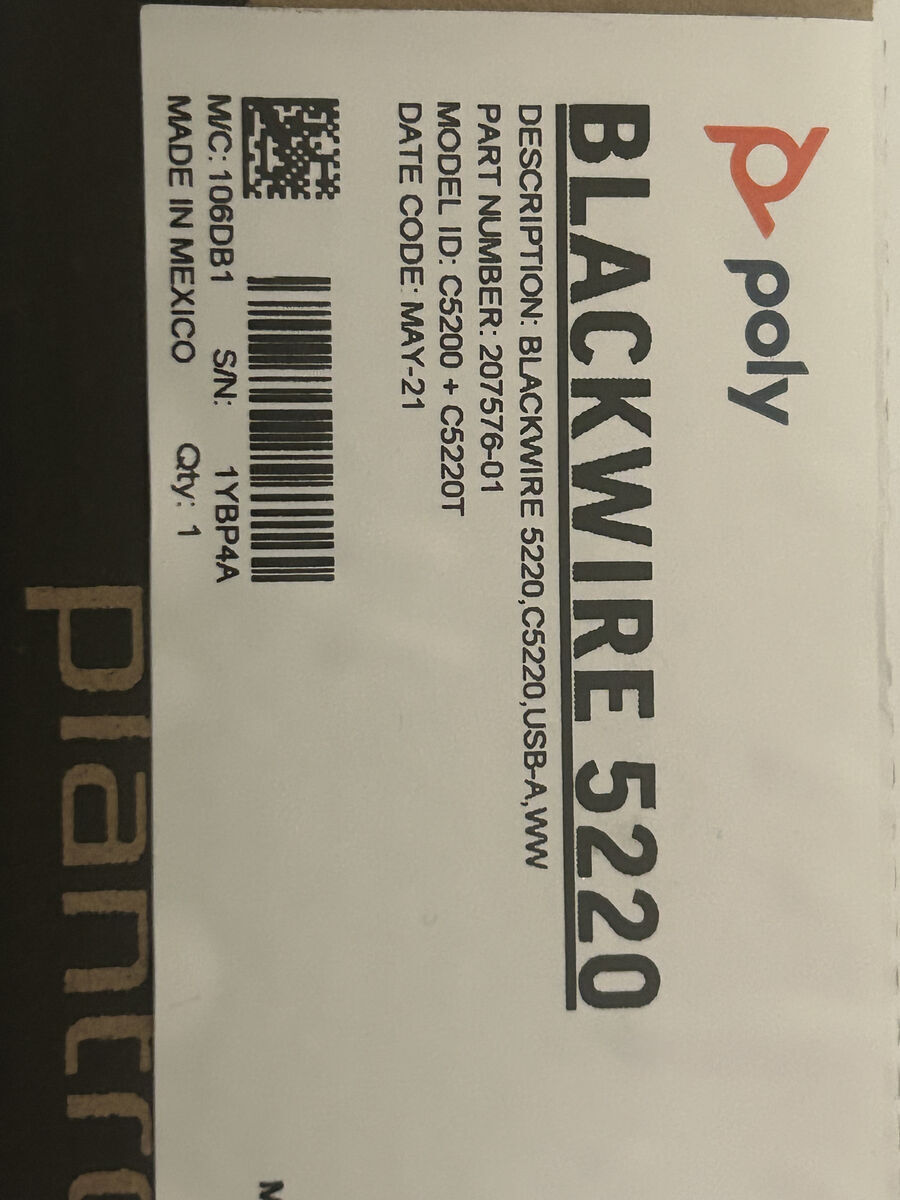 poly
BLACKWIRE 5220
DESCRIPTION: BLACKWIRE 5220,C5220,USB-A,WW
PART NUMBER: 207576-01
MODEL ID: C5200 + C5220T
DATE CODE: MAY-21
M/C: 106DB1 S/N: 1YBP4A
MADE IN MEXICO Qty: 1
plantro